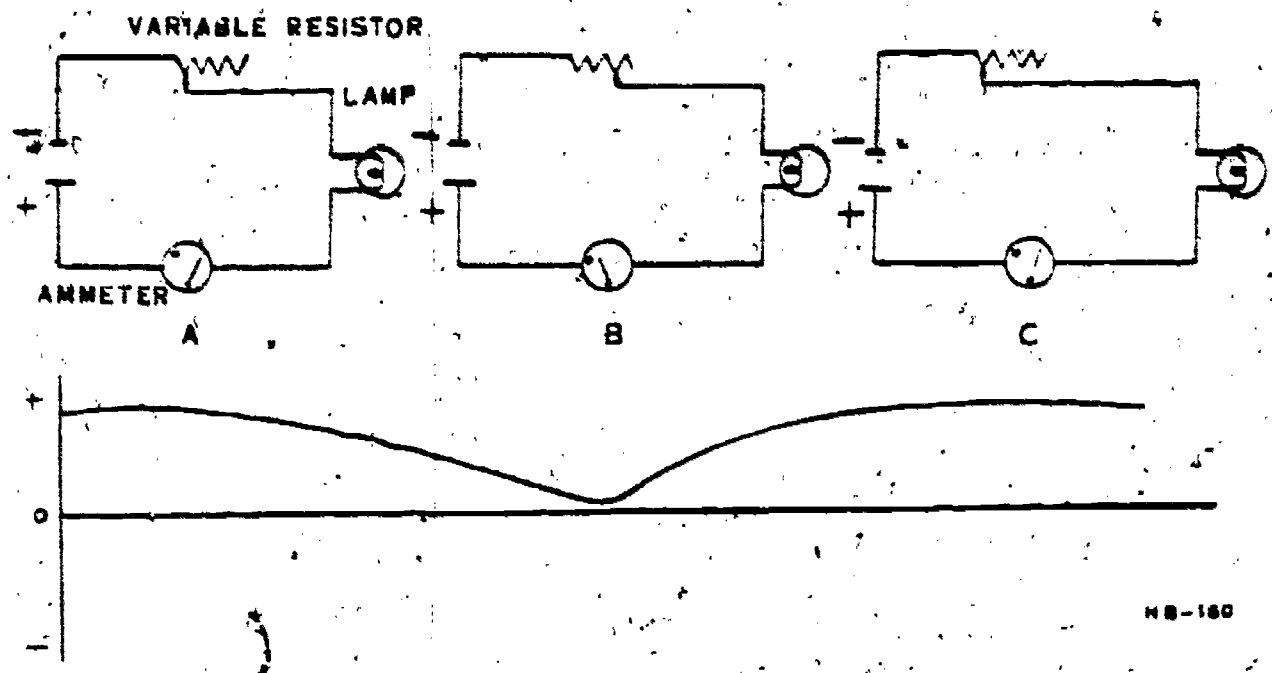 VARIABLE RESISTOR
LAMP
−
+
−
+
−
+
AMMETER
A
B
C
+
0
−
HB-160